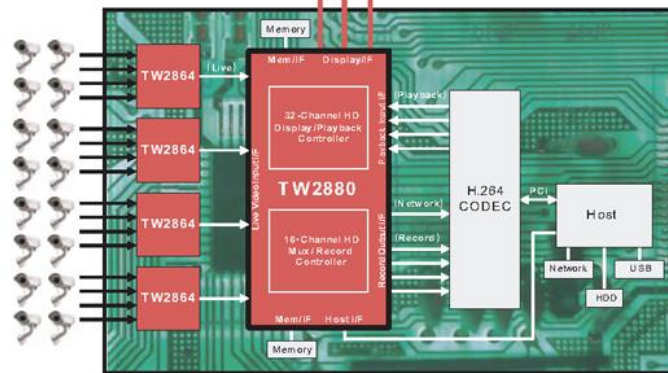 Memory
Mem/IF
Display/IF
TW2864
(Live)
TW2864
TW2864
TW2864
Live Video Input I/F
32-Channel HD
Display/Playback
Controller
TW2880
16-Channel HD
Mux/Record
Controller
Mem/IF
Host I/F
Memory
Playback Input I/F
(Playback)
Record Output I/F
(Network)
(Record)
H.264
CODEC
PCI
Host
Network
HDD
USB